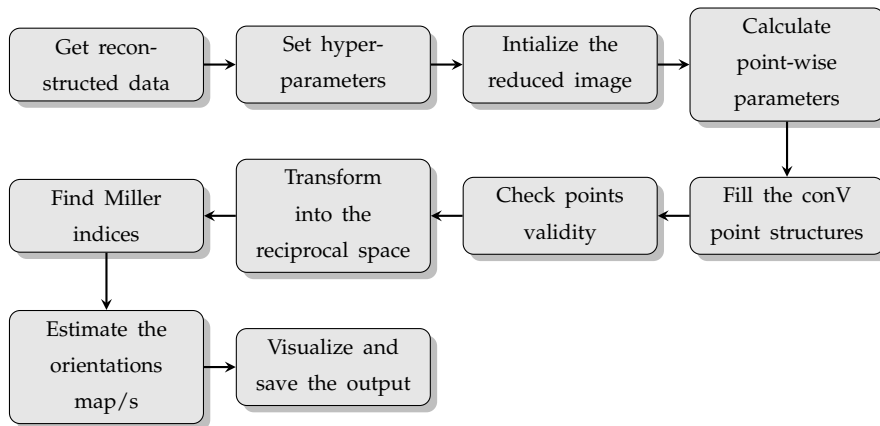 Get recon-
structed data
Set hyper-
parameters
Intialize the
reduced image
Calculate
point-wise
parameters
Fill the conV
point structures
Check points
validity
Transform
into the
reciprocal space
Find Miller
indices
Estimate the
orientations
map/s
Visualize and
save the output